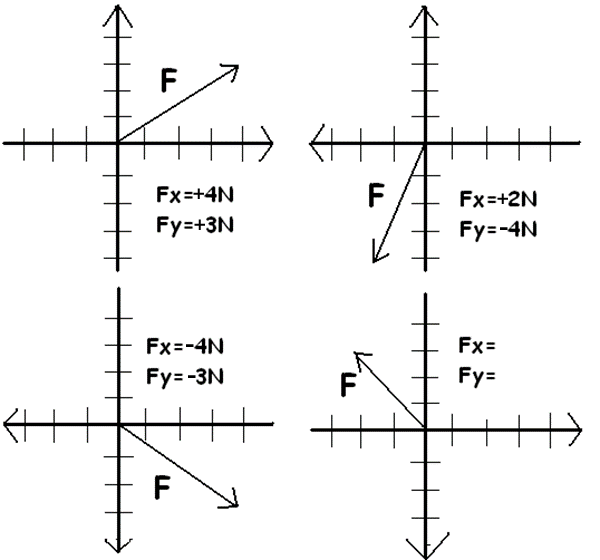 F
Fx=+4N
Fy=+3N
F
Fx=+2N
Fy=-4N
Fx=-4N
Fy=-3N
F
Fx=
Fy=
F